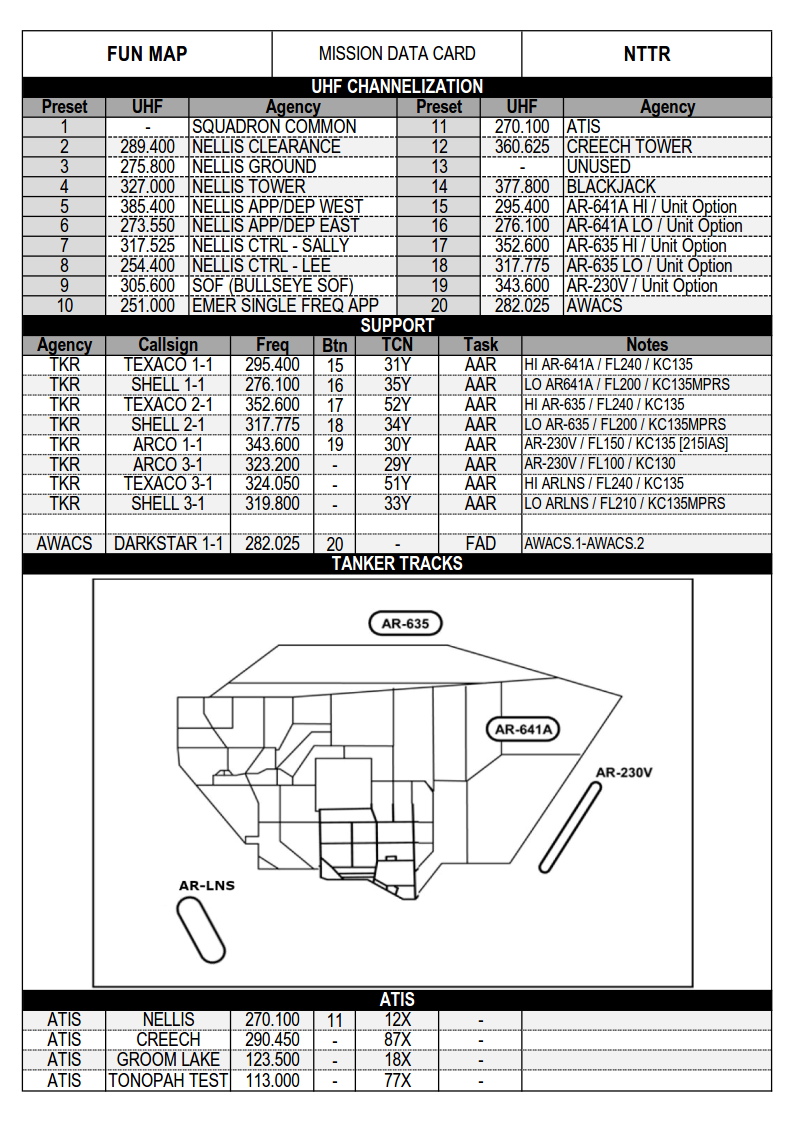 FUN MAP MISSION DATA CARD NTTR
UHF CHANNELIZATION
Preset UHF Agency Preset UHF Agency
1 - SQUADRON COMMON 11 270.100 ATIS
2 289.400 NELLIS CLEARANCE 12 360.625 CREECH TOWER
3 275.800 NELLIS GROUND 13 - UNUSED
4 327.000 NELLIS TOWER 14 377.800 BLACKJACK
5 385.400 NELLIS APP/DEP WEST 15 295.400 AR-641A HI / Unit Option
6 273.550 NELLIS APP/DEP EAST 16 276.100 AR-641A LO / Unit Option
7 317.525 NELLIS CTRL - SALLY 17 352.600 AR-635 HI / Unit Option
8 254.400 NELLIS CTRL - LEE 18 317.775 AR-635 LO / Unit Option
9 305.600 SOF (BULLSEYE SOF) 19 343.600 AR-230V / Unit Option
10 251.000 EMER SINGLE FREQ APP 20 282.025 AWACS
SUPPORT
Agency Callsign Freq Btn TCN Task Notes
TKR TEXACO 1-1 295.400 15 31Y AAR HI AR-641A / FL240 / KC135
TKR SHELL 1-1 276.100 16 35Y AAR LO AR641A / FL200 / KC135MPRS
TKR TEXACO 2-1 352.600 17 52Y AAR HI AR-635 / FL240 / KC135
TKR SHELL 2-1 317.775 18 34Y AAR LO AR-635 / FL200 / KC135MPRS
TKR ARCO 1-1 343.600 19 30Y AAR AR-230V / FL150 / KC135 [215IAS]
TKR ARCO 3-1 323.200 - 29Y AAR AR-230V / FL100 / KC130
TKR TEXACO 3-1 324.050 - 51Y AAR HI ARLNS / FL240 / KC135
TKR SHELL 3-1 319.800 - 33Y AAR LO ARLNS / FL210 / KC135MPRS
AWACS DARKSTAR 1-1 282.025 20 - FAD AWACS.1-AWACS.2
TANKER TRACKS
AR-635
AR-641A
AR-230V
AR-LNS
ATIS
ATIS NELLIS 270.100 11 12X -
ATIS CREECH 290.450 - 87X -
ATIS GROOM LAKE 123.500 - 18X -
ATIS TONOPAH TEST 113.000 - 77X -